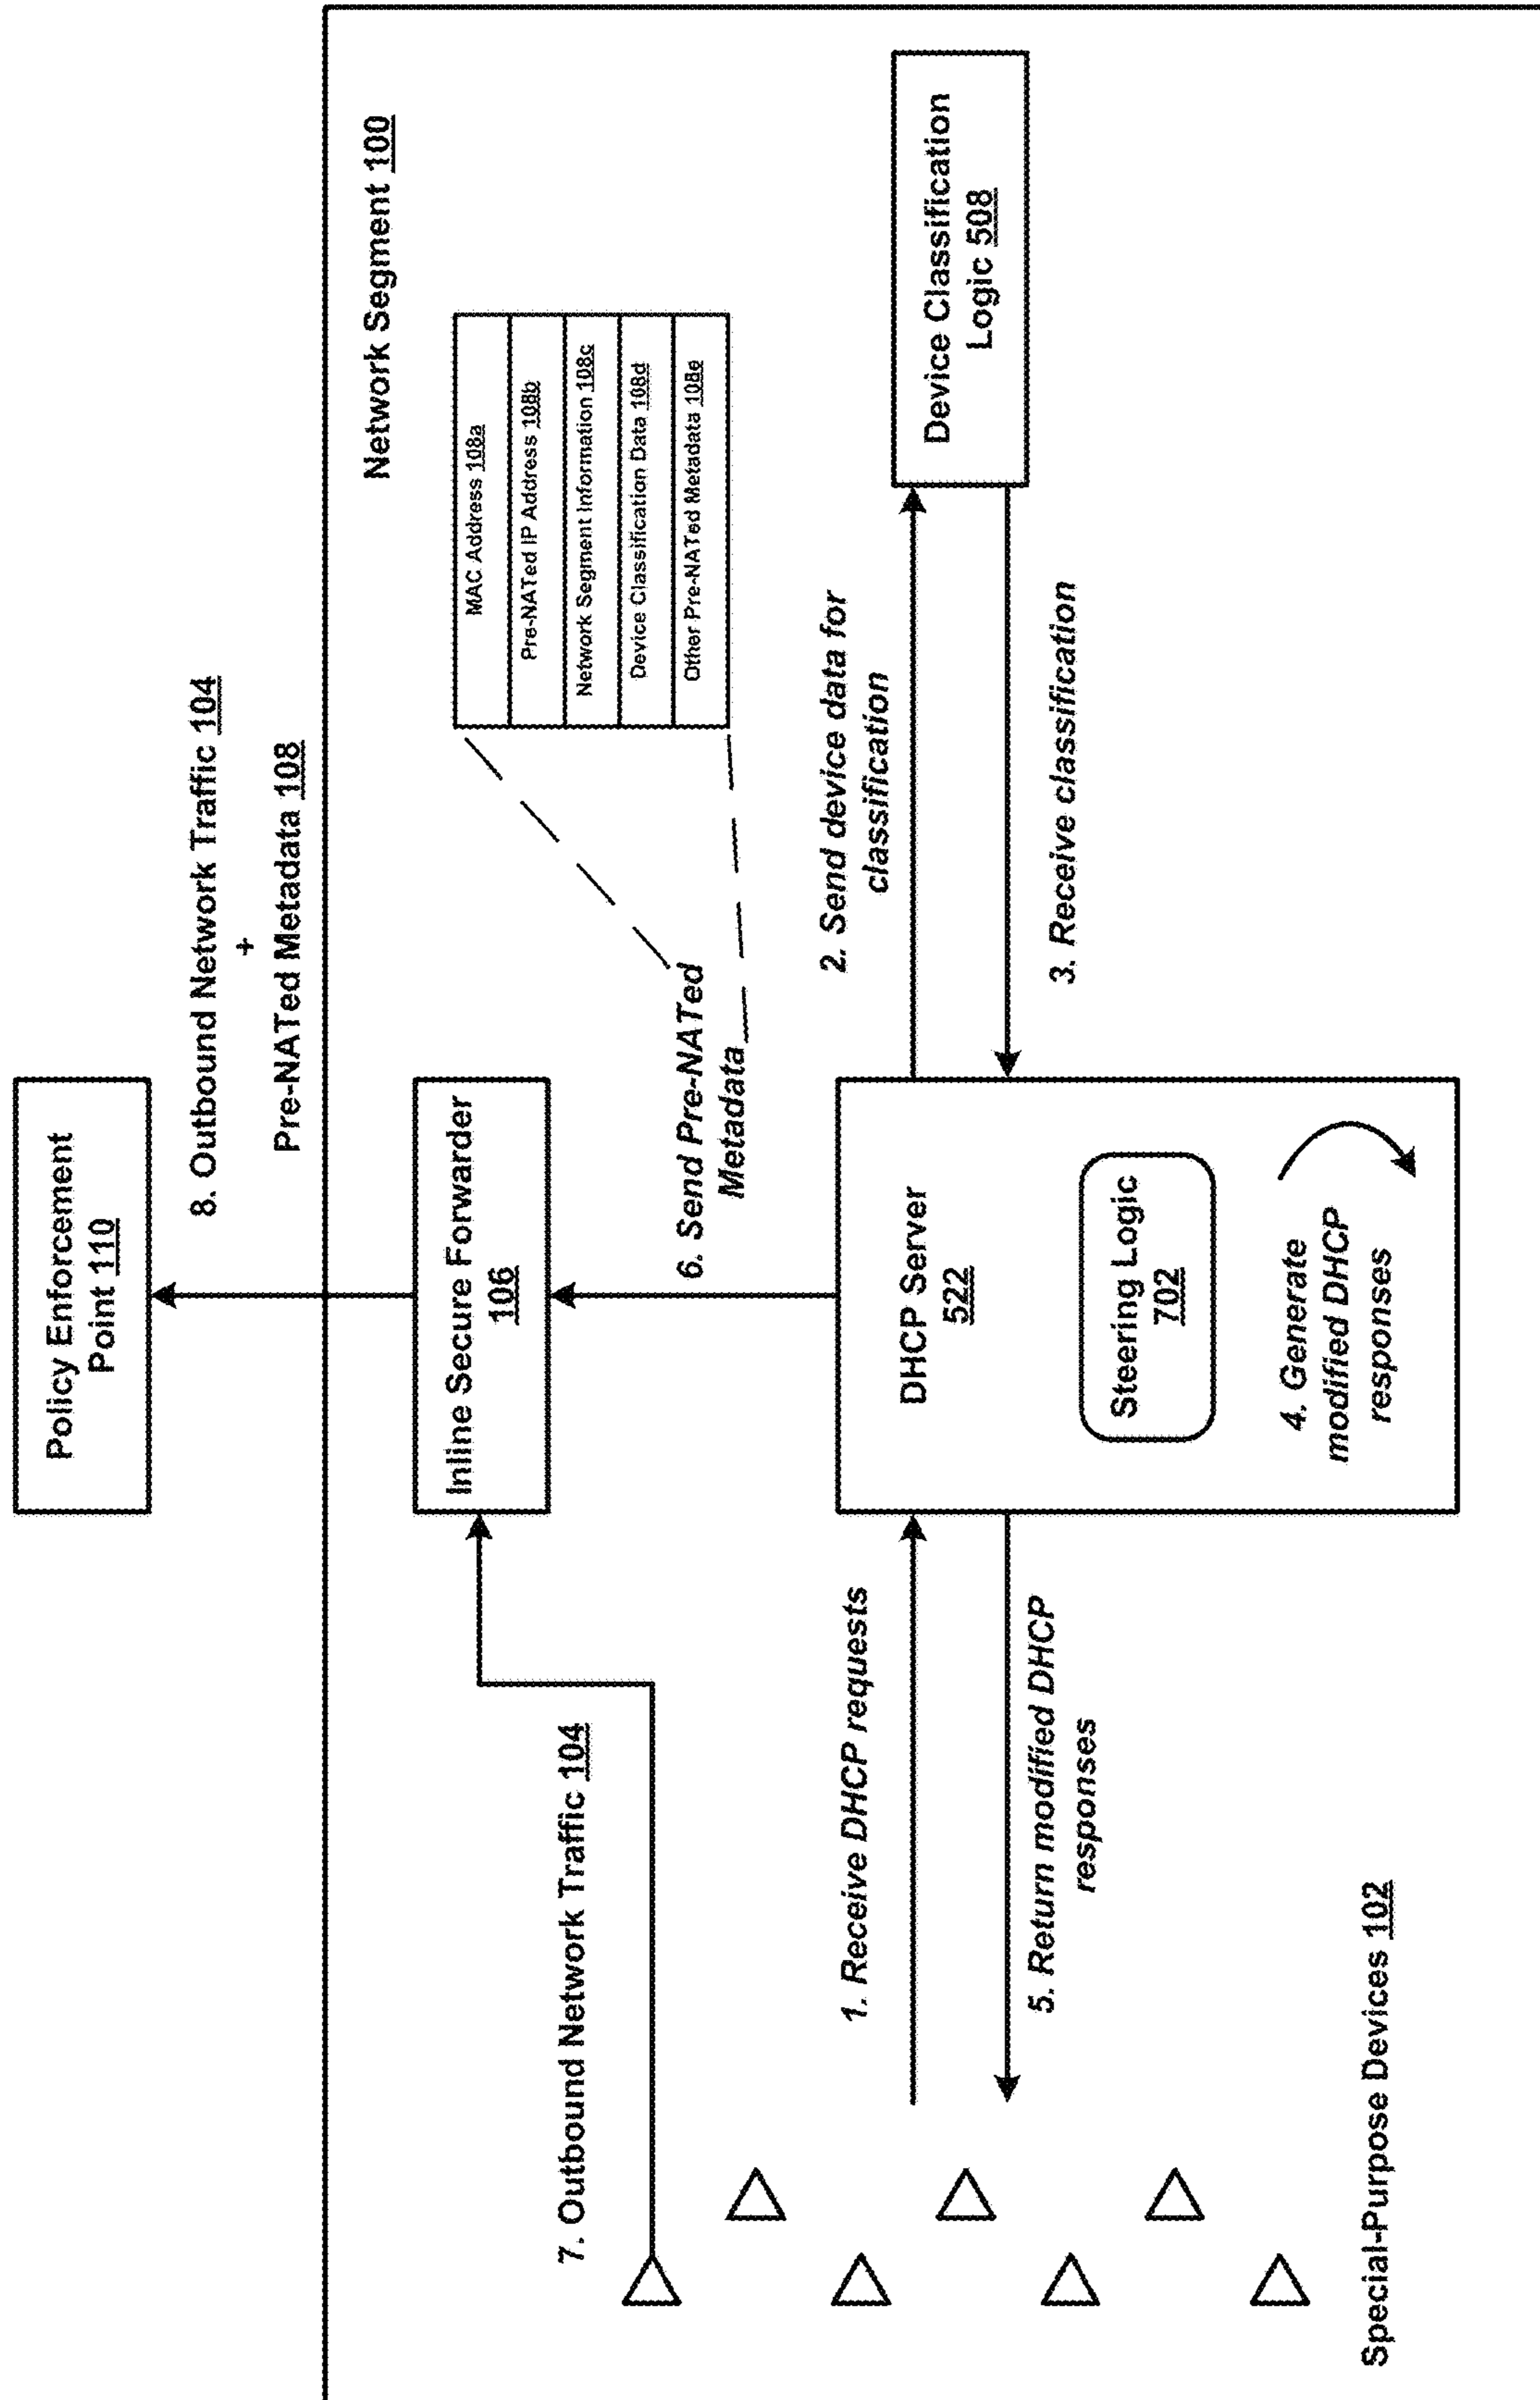 Policy Enforcement
Point 110
8. Outbound Network Traffic 104
+
Pre-NATed Metadata 108
Network Segment 100
Inline Secure Forwarder
106
7. Outbound Network Traffic 104
6. Send Pre-NATed
Metadata
MAC Address 108a
Pre-NATed IP Address 108b
Network Segment Information 108c
Device Classification Data 108d
Other Pre-NATed Metadata 108e
1. Receive DHCP requests
5. Return modified DHCP
responses
DHCP Server
522
Steering Logic
702
4. Generate
modified DHCP
responses
2. Send device data for
classification
3. Receive classification
Device Classification
Logic 508
Special-Purpose Devices 102